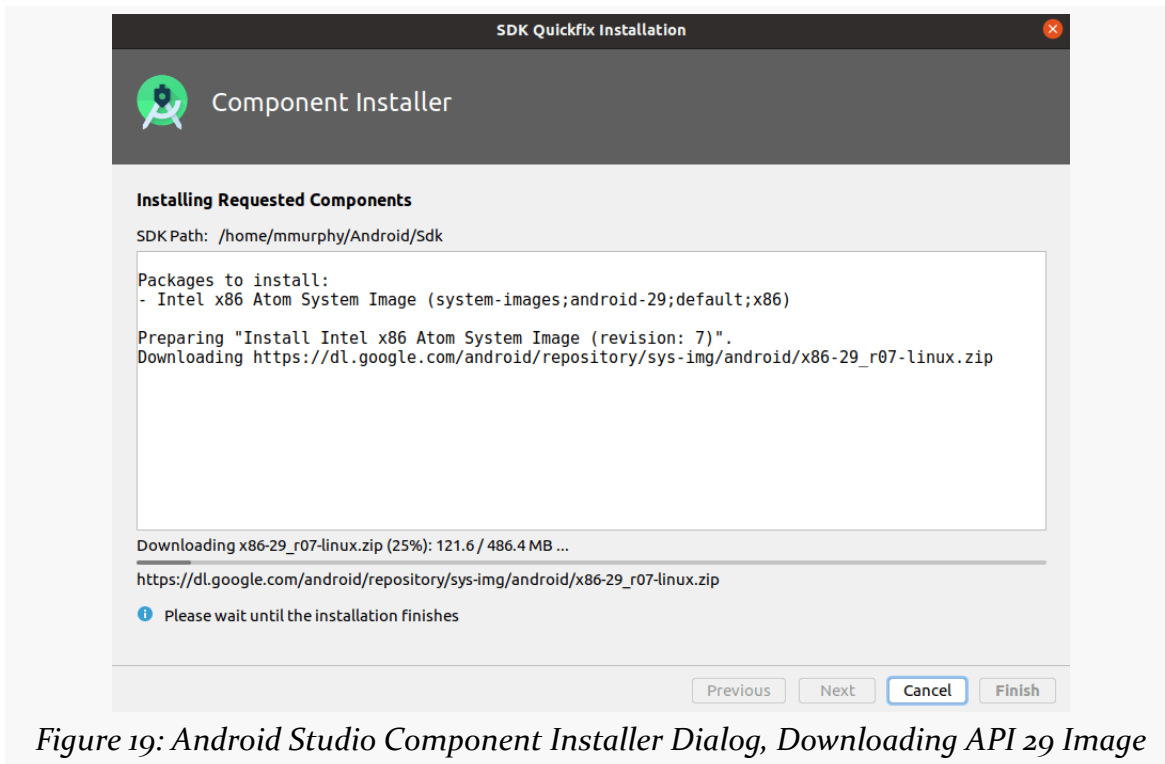 SDK Quickfix Installation
Component Installer
Installing Requested Components
SDK Path: /home/mmurphy/Android/Sdk
Packages to install:
- Intel x86 Atom System Image (system-images;android-29;default;x86)
Preparing "Install Intel x86 Atom System Image (revision: 7)".
Downloading https://dl.google.com/android/repository/sys-img/android/x86-29_r07-linux.zip
Downloading x86-29_r07-linux.zip (25%): 121.6 / 486.4 MB ...
https://dl.google.com/android/repository/sys-img/android/x86-29_r07-linux.zip
Please wait until the installation finishes
Previous Next Cancel Finish
Figure 19: Android Studio Component Installer Dialog, Downloading API 29 Image